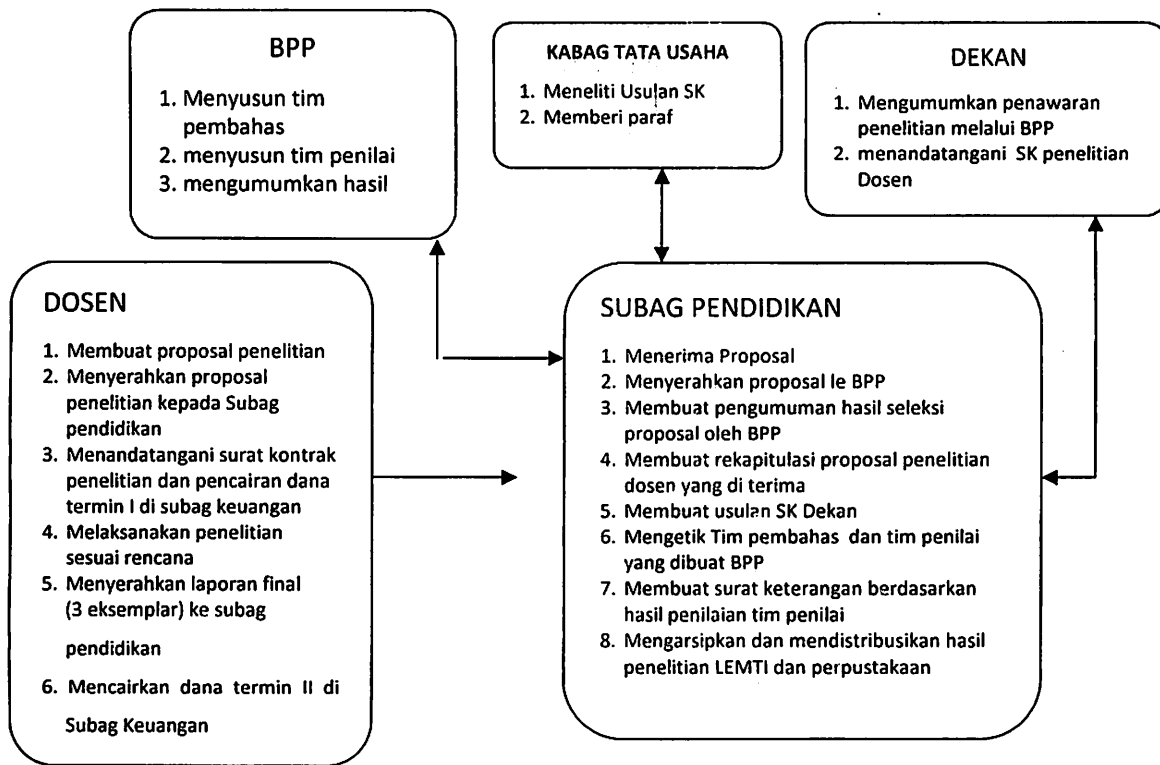 BPP
1. Menyusun tim
pembahas
2. menyusun tim penilai
3. mengumumkan hasil
KABAG TATA USAHA
1. Meneliti Usulan SK
2. Memberi paraf
DEKAN
1. Mengumumkan penawaran
penelitian melalui BPP
2. menandatangani SK penelitian
Dosen
DOSEN
1. Membuat proposal penelitian
2. Menyerahkan proposal
penelitian kepada Subag
pendidikan
3. Menandatangani surat kontrak
penelitian dan pencairan dana
termin I di subag keuangan
4. Melaksanakan penelitian
sesuai rencana
5. Menyerahkan laporan final
(3 eksemplar) ke subag
pendidikan
6. Mencairkan dana termin II di
Subag Keuangan
SUBAG PENDIDIKAN
1. Menerima Proposal
2. Menyerahkan proposal le BPP
3. Membuat pengumuman hasil seleksi
proposal oleh BPP
4. Membuat rekapitulasi proposal penelitian
dosen yang di terima
5. Membuat usulan SK Dekan
6. Mengetik Tim pembahas dan tim penilai
yang dibuat BPP
7. Membuat surat keterangan berdasarkan
hasil penilaian tim penilai
8. Mengarsipkan dan mendistribusikan hasil
penelitian LEMTI dan perpustakaan